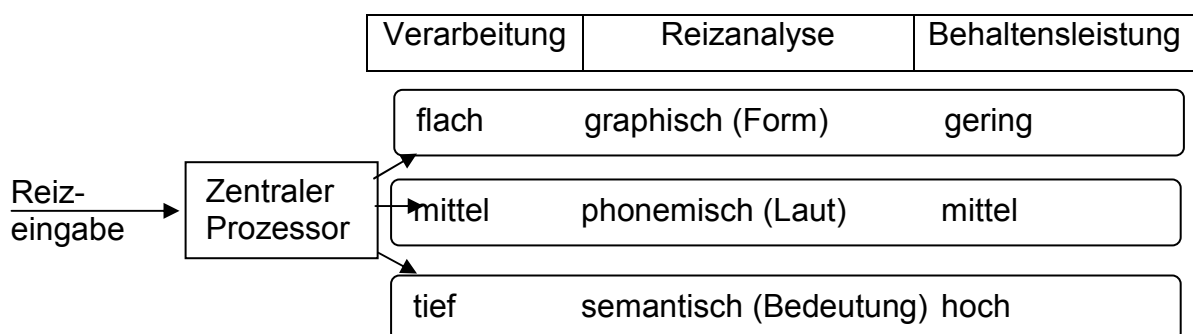 Verarbeitung Reizanalyse Behaltensleistung
flach graphisch (Form) gering
Reiz-
eingabe
Zentraler
Prozessor
mittel phonemisch (Laut) mittel
tief semantisch (Bedeutung) hoch